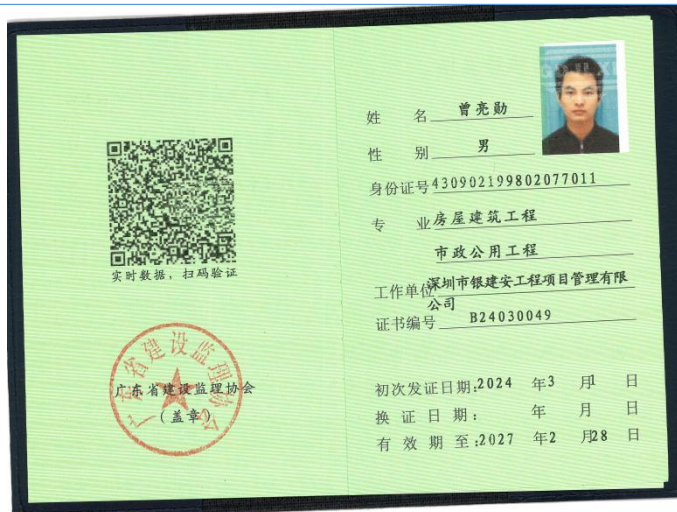 实时数据，扫码验证
广东省建设监理协会
（盖章）
广东省建设监理协会
姓 名 曾亮勋
性 别 男
身份证号 430902199802077011
专 业 房屋建筑工程
市政公用工程
工作单位 深圳市银建安工程项目管理有限
公司
证书编号 B24030049
初次发证日期：2024 年3 月1 日
换 证 日 期： 年 月 日
有 效 期 至：2027 年2 月28 日